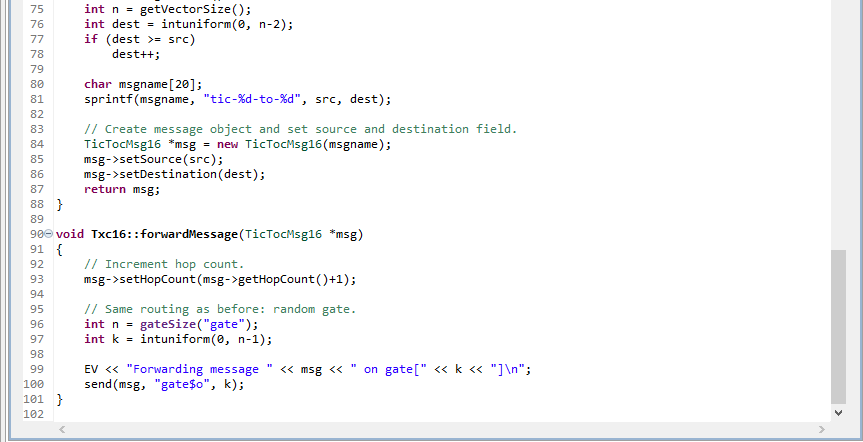 75 int n = getVectorSize();
76 int dest = intuniform(0, n-2);
77 if (dest >= src)
78 dest++;
79
80 char msgname[20];
81 sprintf(msgname, "tic-%d-to-%d", src, dest);
82
83 // Create message object and set source and destination field.
84 TicTocMsg16 *msg = new TicTocMsg16(msgname);
85 msg->setSource(src);
86 msg->setDestination(dest);
87 return msg;
88 }
89
90 void Txc16::forwardMessage(TicTocMsg16 *msg)
91 {
92 // Increment hop count.
93 msg->setHopCount(msg->getHopCount()+1);
94
95 // Same routing as before: random gate.
96 int n = gateSize("gate");
97 int k = intuniform(0, n-1);
98
99 EV << "Forwarding message " << msg << " on gate[" << k << "]\n";
100 send(msg, "gate$o", k);
101 }
102